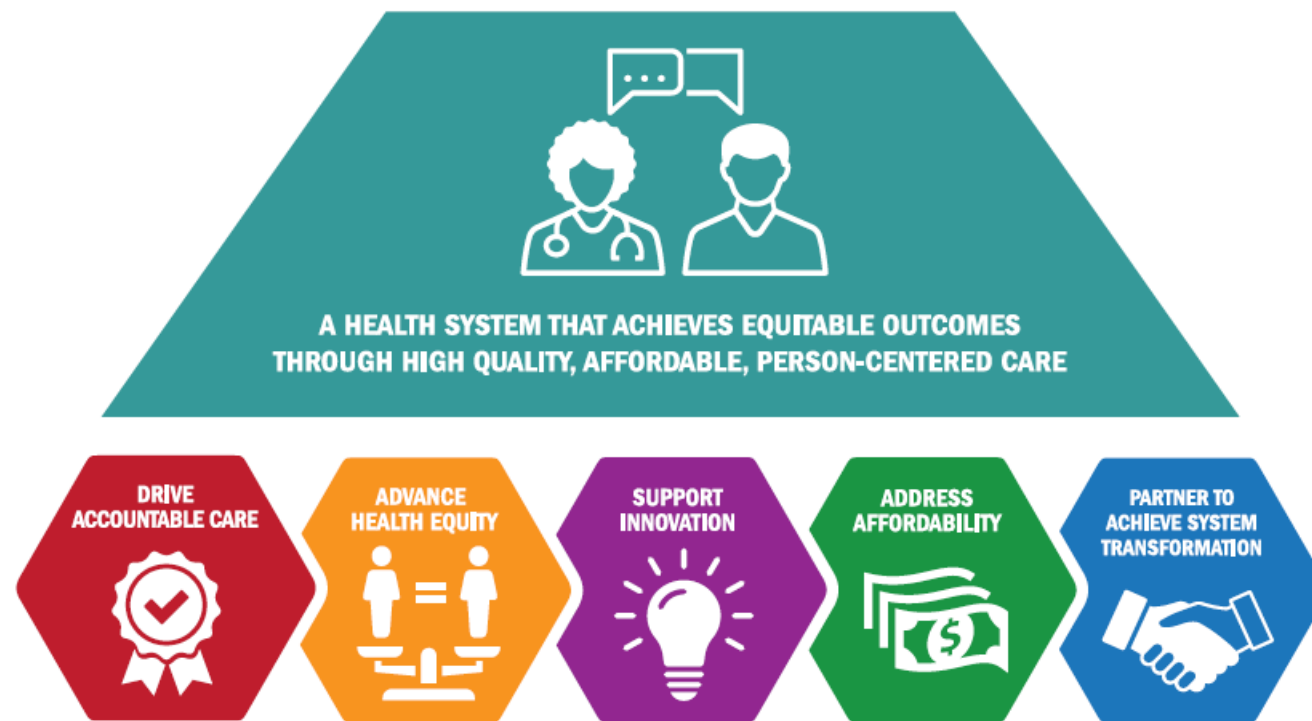 A HEALTH SYSTEM THAT ACHIEVES EQUITABLE OUTCOMES
THROUGH HIGH QUALITY, AFFORDABLE, PERSON-CENTERED CARE
DRIVE
ACCOUNTABLE CARE
ADVANCE
HEALTH EQUITY
=
SUPPORT
INNOVATION
ADDRESS
AFFORDABILITY
$
PARTNER TO
ACHIEVE SYSTEM
TRANSFORMATION